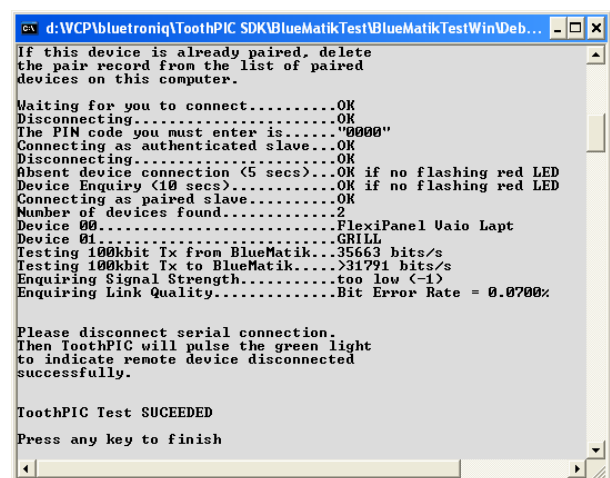 d:\WCP\bluetroniq\ToothPIC SDK\BlueMatikTest\BlueMatikTestWin\Deb...
If this device is already paired, delete
the pair record from the list of paired
devices on this computer.
Waiting for you to connect..........OK
Disconnecting.......................OK
The PIN code you must enter is......"0000"
Connecting as authenticated slave...OK
Disconnecting.......................OK
Absent device connection (5 secs)...OK if no flashing red LED
Device Enquiry (10 secs)............OK if no flashing red LED
Connecting as paired slave..........OK
Number of devices found.............2
Device 00...........................FlexiPanel Vaio Lapt
Device 01...........................GRILL
Testing 100kbit Tx from BlueMatik...35663 bits/s
Testing 100kbit Tx to BlueMatik.....>31791 bits/s
Enquiring Signal Strength...........too low (-1)
Enquiring Link Quality..............Bit Error Rate = 0.0700%
Please disconnect serial connection.
Then ToothPIC will pulse the green light
to indicate remote device disconnected
successfully.
ToothPIC Test SUCEEDED
Press any key to finish